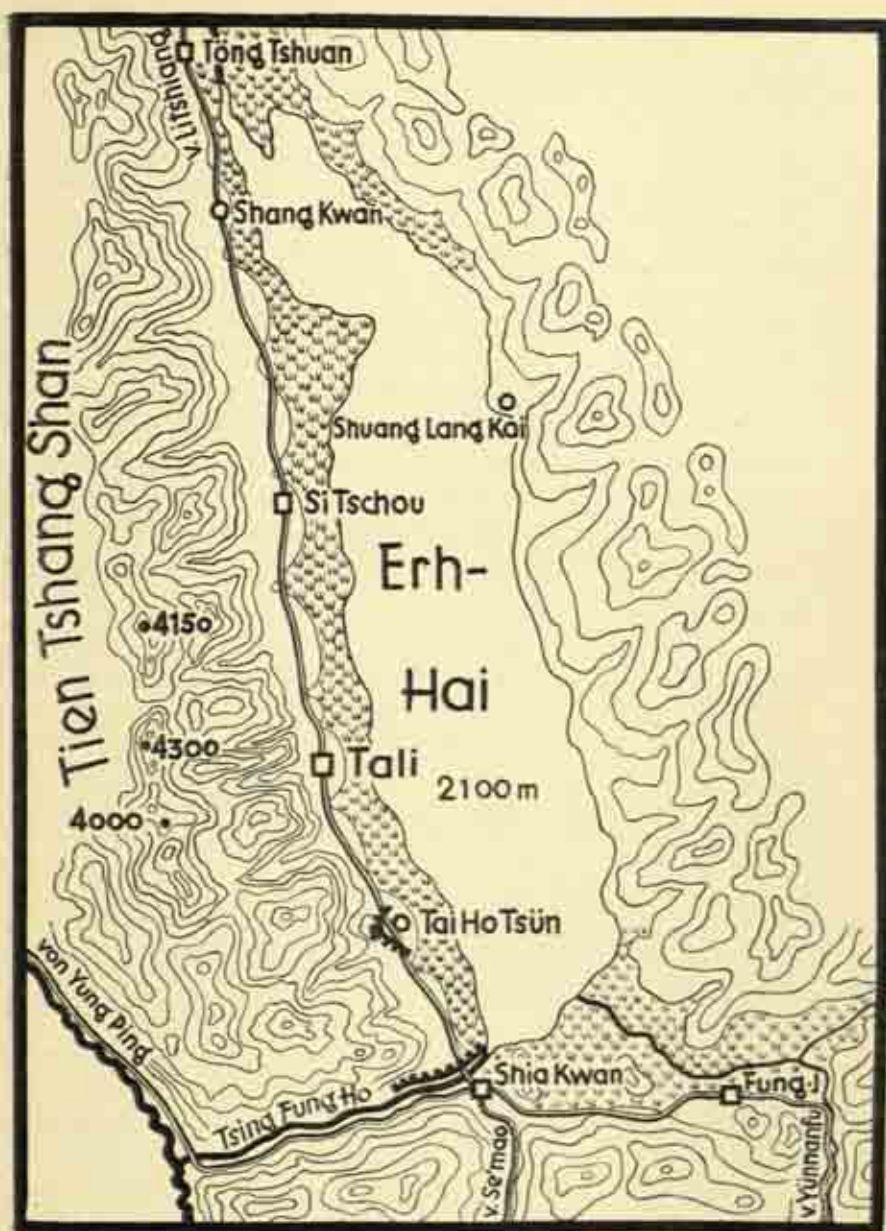 Töng Tshuan
v. Litshiang
Shang Kwan
Shuang Lang Kai
Tien Tshang Shan
Si Tschou
Erh-
Hai
4150
4300
Tali
2100 m
4000
Tai Ho Tsün
von Yung Ping
Tsing Fung Ho
Shia Kwan
Fung-I
v. Se'mao
v. Yünnanfu